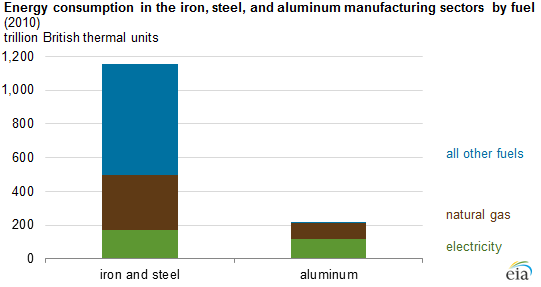 Energy consumption in the iron, steel, and aluminum manufacturing sectors by fuel
(2010)
trillion British thermal units
1,200
1,000
800
600
400
200
0
iron and steel
aluminum
all other fuels
natural gas
electricity
eia